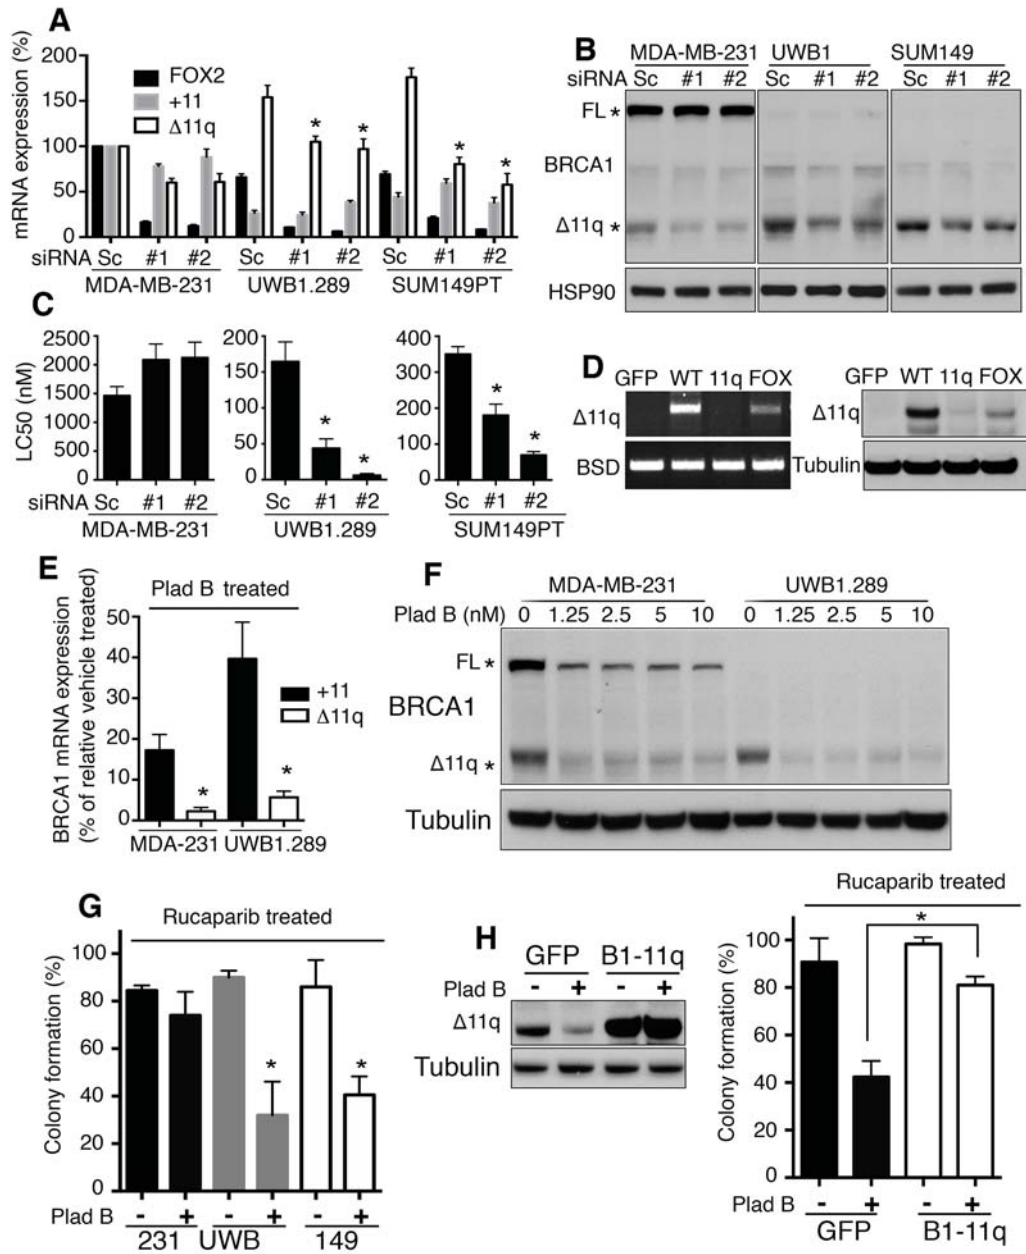 A
mRNA expression (%)
200
150
100
50
0
FOX2
+11
Δ11q
* * * *
siRNA Sc #1 #2 Sc #1 #2 Sc #1 #2
MDA-MB-231 UWB1.289 SUM149PT
B
MDA-MB-231 UWB1 SUM149
siRNA Sc #1 #2 Sc #1 #2 Sc #1 #2
FL *
BRCA1
Δ11q *
HSP90
C
LC50 (nM)
2500
2000
1500
1000
500
0
200
150
100
50
0
* *
400
300
200
100
0
* *
siRNA Sc #1 #2 Sc #1 #2 Sc #1 #2
MDA-MB-231 UWB1.289 SUM149PT
D
GFP WT 11q FOX
Δ11q
BSD
GFP WT 11q FOX
Δ11q
Tubulin
E
Plad B treated
BRCA1 mRNA expression
(% of relative vehicle treated)
50
40
30
20
10
0
+11
Δ11q
* *
MDA-231 UWB1.289
F
MDA-MB-231 UWB1.289
Plad B (nM) 0 1.25 2.5 5 10 0 1.25 2.5 5 10
FL *
BRCA1
Δ11q *
Tubulin
G
Rucaparib treated
Colony formation (%)
100
80
60
40
20
0
* *
Plad B - + - + - +
231 UWB 149
H
GFP B1-11q
Plad B - + - +
Δ11q
Tubulin
Rucaparib treated
*
Colony formation (%)
100
80
60
40
20
0
Plad B - + - +
GFP B1-11q